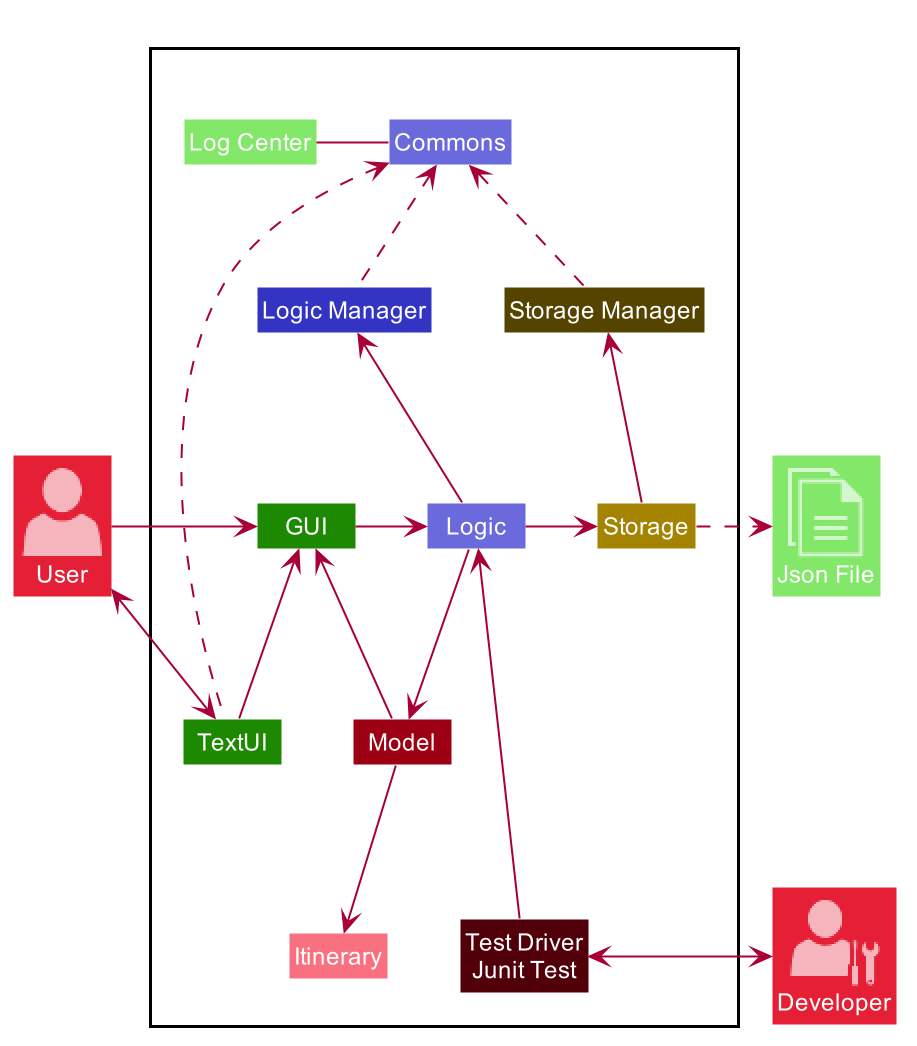 Log Center
Commons
Logic Manager
Storage Manager
User
GUI
Logic
Storage
Json File
TextUI
Model
Itinerary
Test Driver
Junit Test
Developer